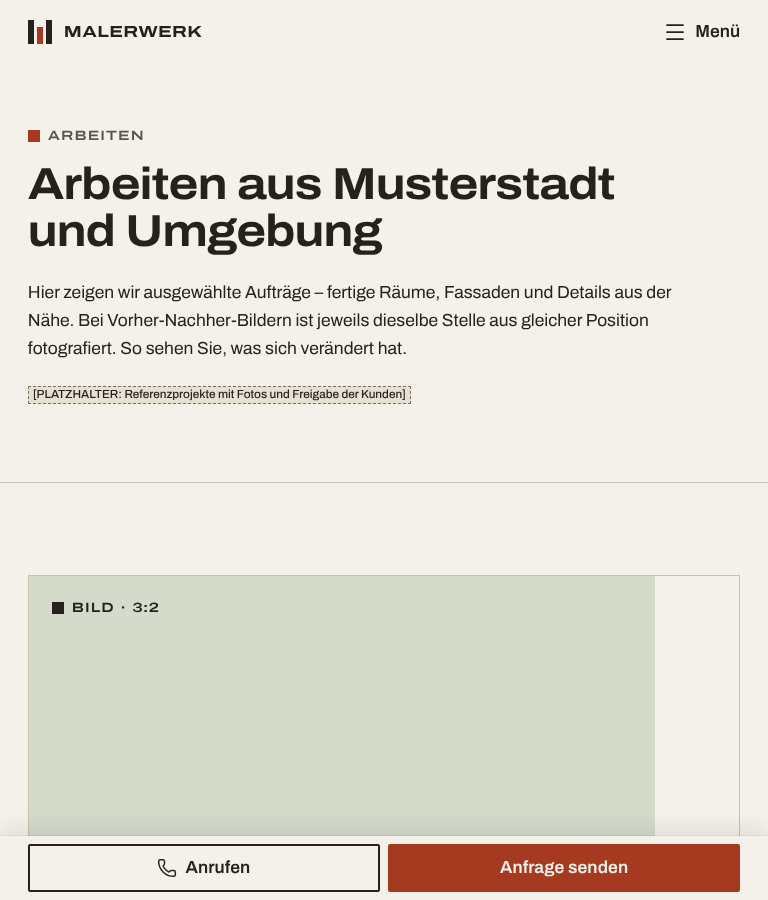 MALERWERK
Menü
ARBEITEN
Arbeiten aus Musterstadt
und Umgebung
Hier zeigen wir ausgewählte Aufträge – fertige Räume, Fassaden und Details aus der
Nähe. Bei Vorher-Nachher-Bildern ist jeweils dieselbe Stelle aus gleicher Position
fotografiert. So sehen Sie, was sich verändert hat.
[PLATZHALTER: Referenzprojekte mit Fotos und Freigabe der Kunden]
BILD · 3:2
Anrufen
Anfrage senden